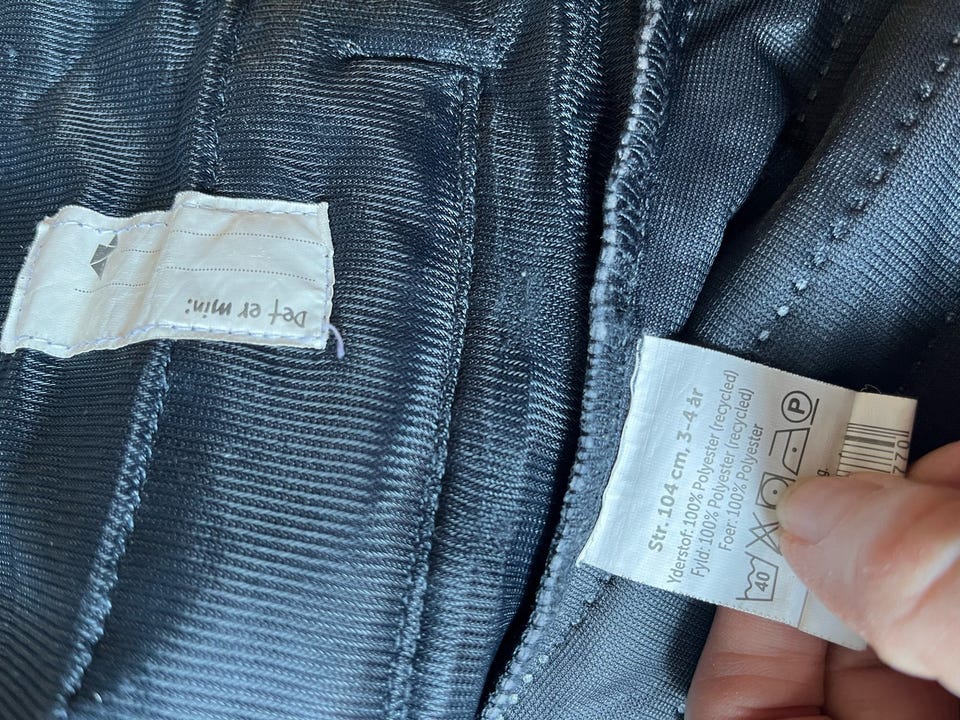 Det er min:
Str. 104 cm, 3-4 år
Yderstof: 100% Polyester (recycled)
Fyld: 100% Polyester (recycled)
Foer: 100% Polyester
40
P